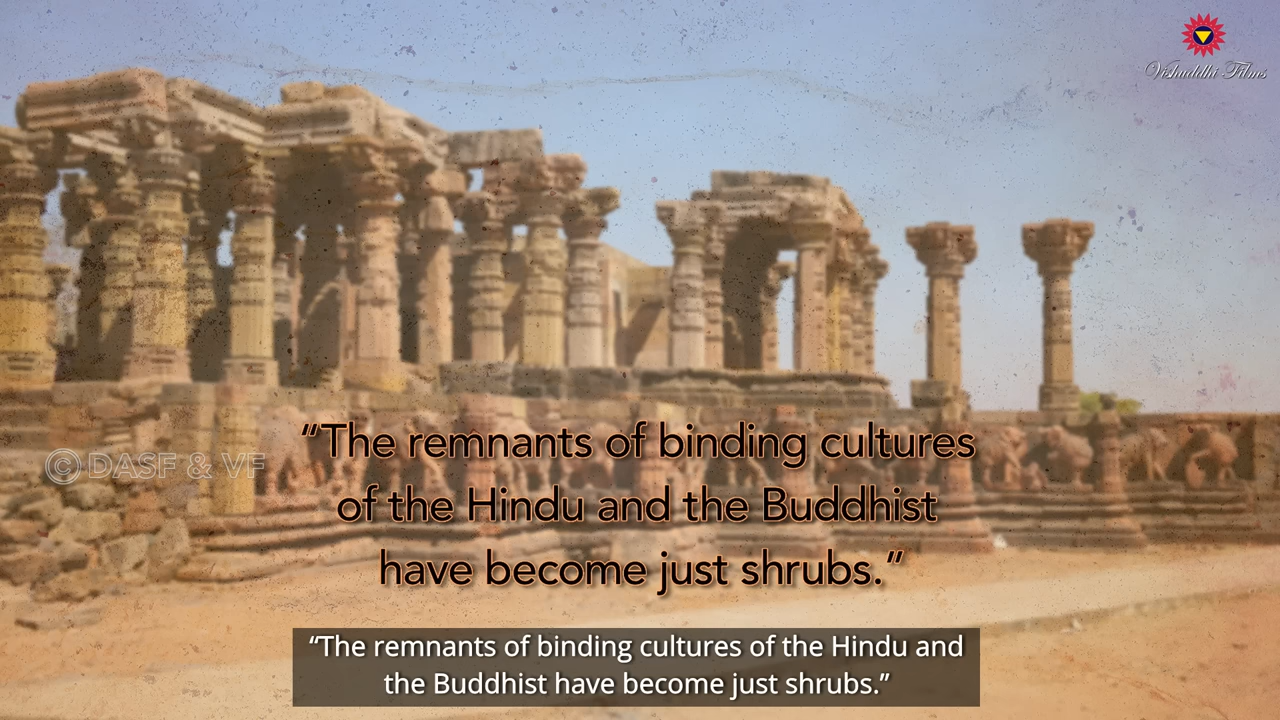 Vishuddhi Films
“The remnants of binding cultures
of the Hindu and the Buddhist
have become just shrubs.”
© DASF & VF
“The remnants of binding cultures of the Hindu and
the Buddhist have become just shrubs.”